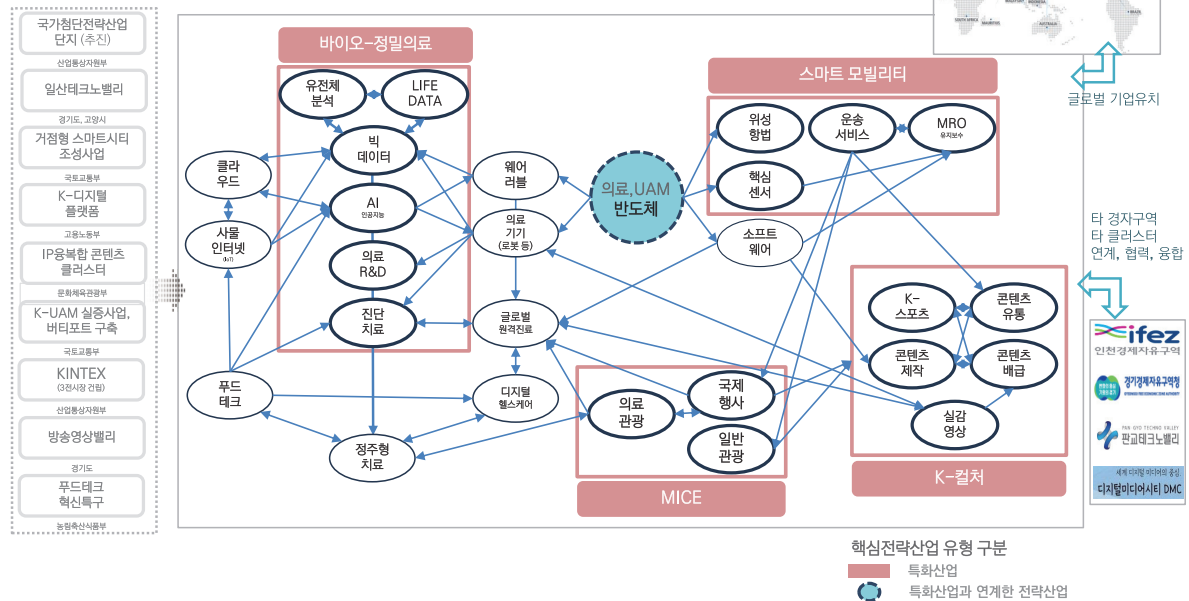 국가첨단전략산업
단지 (추진)
산업통상자원부
일산테크노밸리
경기도, 고양시
거점형 스마트시티
조성사업
국토교통부
K-디지털
플랫폼
고용노동부
IP융복합 콘텐츠
클러스터
문화체육관광부
K-UAM 실증사업,
버티포트 구축
국토교통부
KINTEX
(3전시장 건립)
산업통상자원부
방송영상밸리
경기도
푸드테크
혁신특구
농림축산식품부
바이오-정밀의료
유전체
분석
LIFE
DATA
빅
데이터
AI
인공지능
의료
R&D
진단
치료
클라
우드
사물
인터넷
(IoT)
푸드
테크
정주형
치료
웨어
러블
의료
기기
(로봇 등)
글로벌
원격진료
디지털
헬스케어
의료,UAM
반도체
스마트 모빌리티
위성
항법
운송
서비스
MRO
유지보수
핵심
센서
소프트
웨어
K-
스포츠
콘텐츠
유통
콘텐츠
제작
콘텐츠
배급
실감
영상
K-컬처
의료
관광
국제
행사
일반
관광
MICE
SOUTH AFRICA
MAURITIUS
INDONESIA
AUSTRALIA
BRAZIL
글로벌 기업유치
타 경자구역
타 클러스터
연계, 협력, 융합
ifez
인천경제자유구역
경기경제자유구역청
PAN GYO TECHNO VALLEY
판교테크노밸리
세계 디지털 미디어의 중심,
디지털미디어시티 DMC
핵심전략산업 유형 구분
특화산업
특화산업과 연계한 전략산업